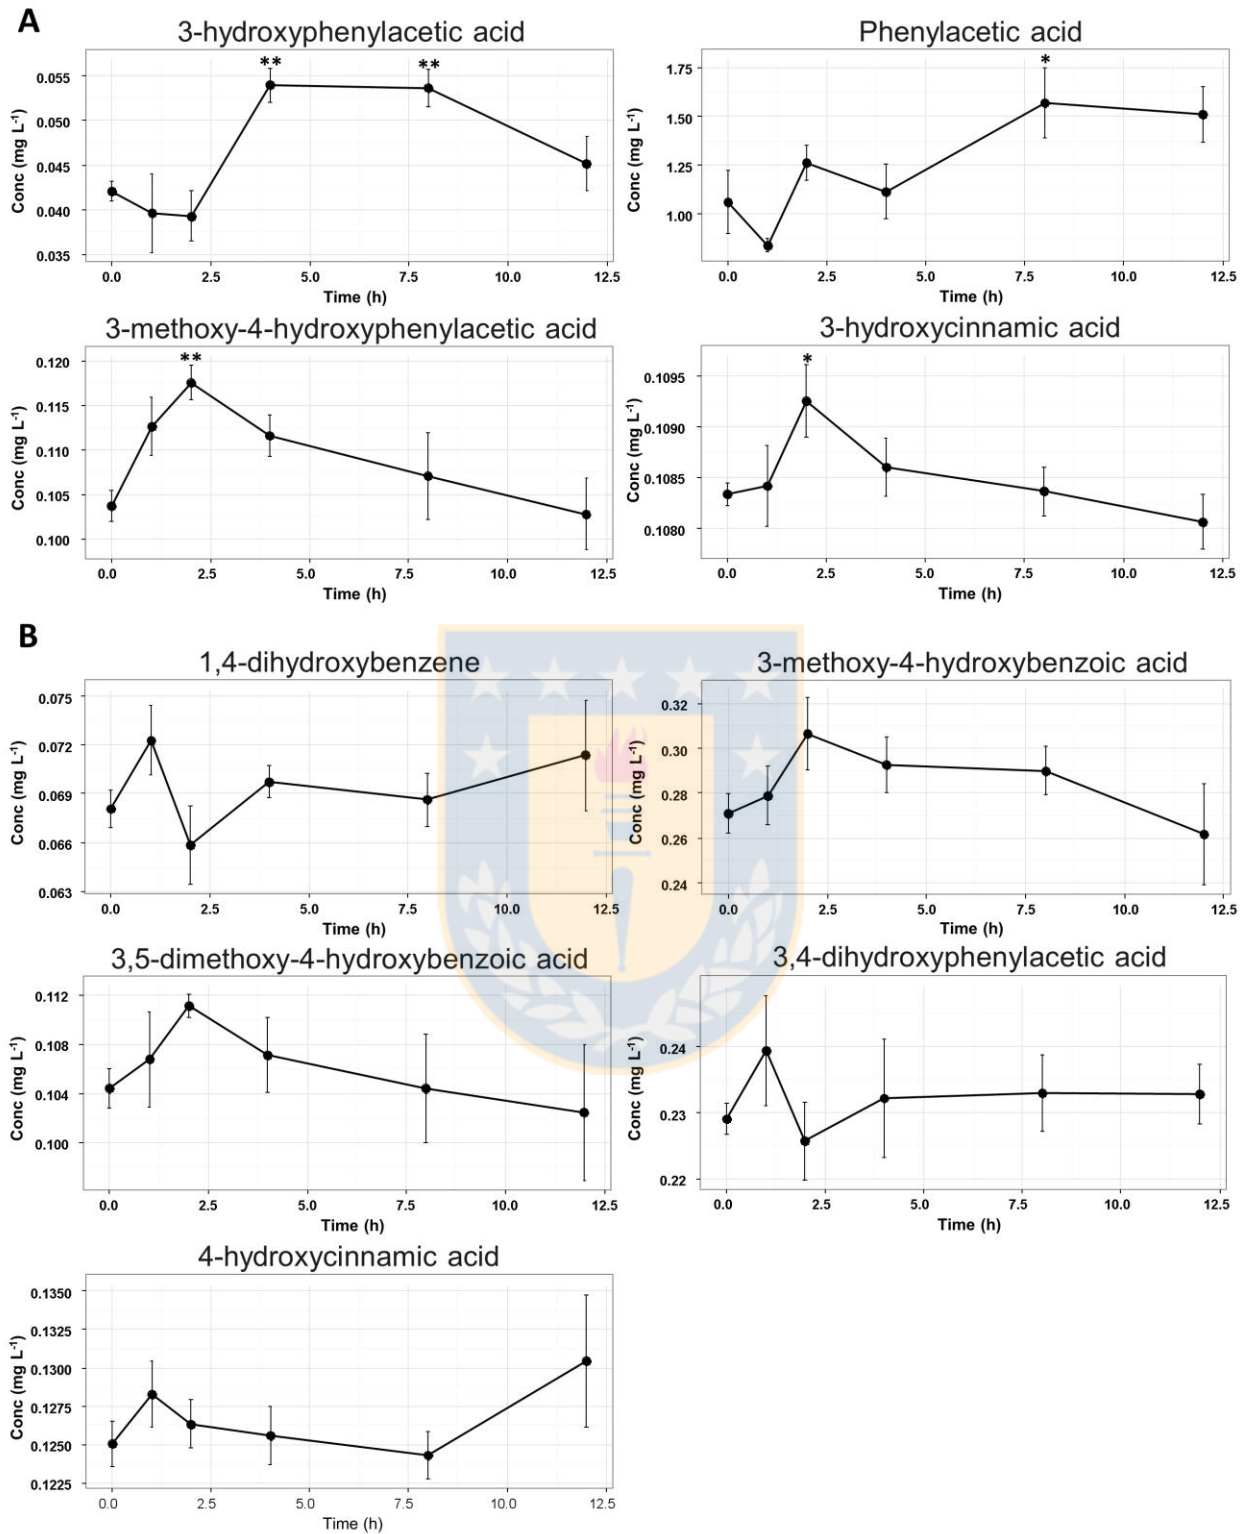 A
3-hydroxyphenylacetic acid
Conc (mg L-1)
0.055
0.050
0.045
0.040
0.035
** **
0.0 2.5 5.0 7.5 10.0 12.5
Time (h)
Phenylacetic acid
Conc (mg L-1)
1.75
1.50
1.25
1.00
*
0.0 2.5 5.0 7.5 10.0 12.5
Time (h)
3-methoxy-4-hydroxyphenylacetic acid
Conc (mg L-1)
0.120
0.115
0.110
0.105
0.100
**
0.0 2.5 5.0 7.5 10.0 12.5
Time (h)
3-hydroxycinnamic acid
Conc (mg L-1)
0.1095
0.1090
0.1085
0.1080
*
0.0 2.5 5.0 7.5 10.0 12.5
Time (h)
B
1,4-dihydroxybenzene
Conc (mg L-1)
0.075
0.072
0.069
0.066
0.063
0.0 2.5 5.0 7.5 10.0 12.5
Time (h)
3-methoxy-4-hydroxybenzoic acid
Conc (mg L-1)
0.32
0.30
0.28
0.26
0.24
0.0 2.5 5.0 7.5 10.0 12.5
Time (h)
3,5-dimethoxy-4-hydroxybenzoic acid
Conc (mg L-1)
0.112
0.108
0.104
0.100
0.0 2.5 5.0 7.5 10.0 12.5
Time (h)
3,4-dihydroxyphenylacetic acid
Conc (mg L-1)
0.24
0.23
0.22
0.0 2.5 5.0 7.5 10.0 12.5
Time (h)
4-hydroxycinnamic acid
Conc (mg L-1)
0.1350
0.1325
0.1300
0.1275
0.1250
0.1225
0.0 2.5 5.0 7.5 10.0 12.5
Time (h)